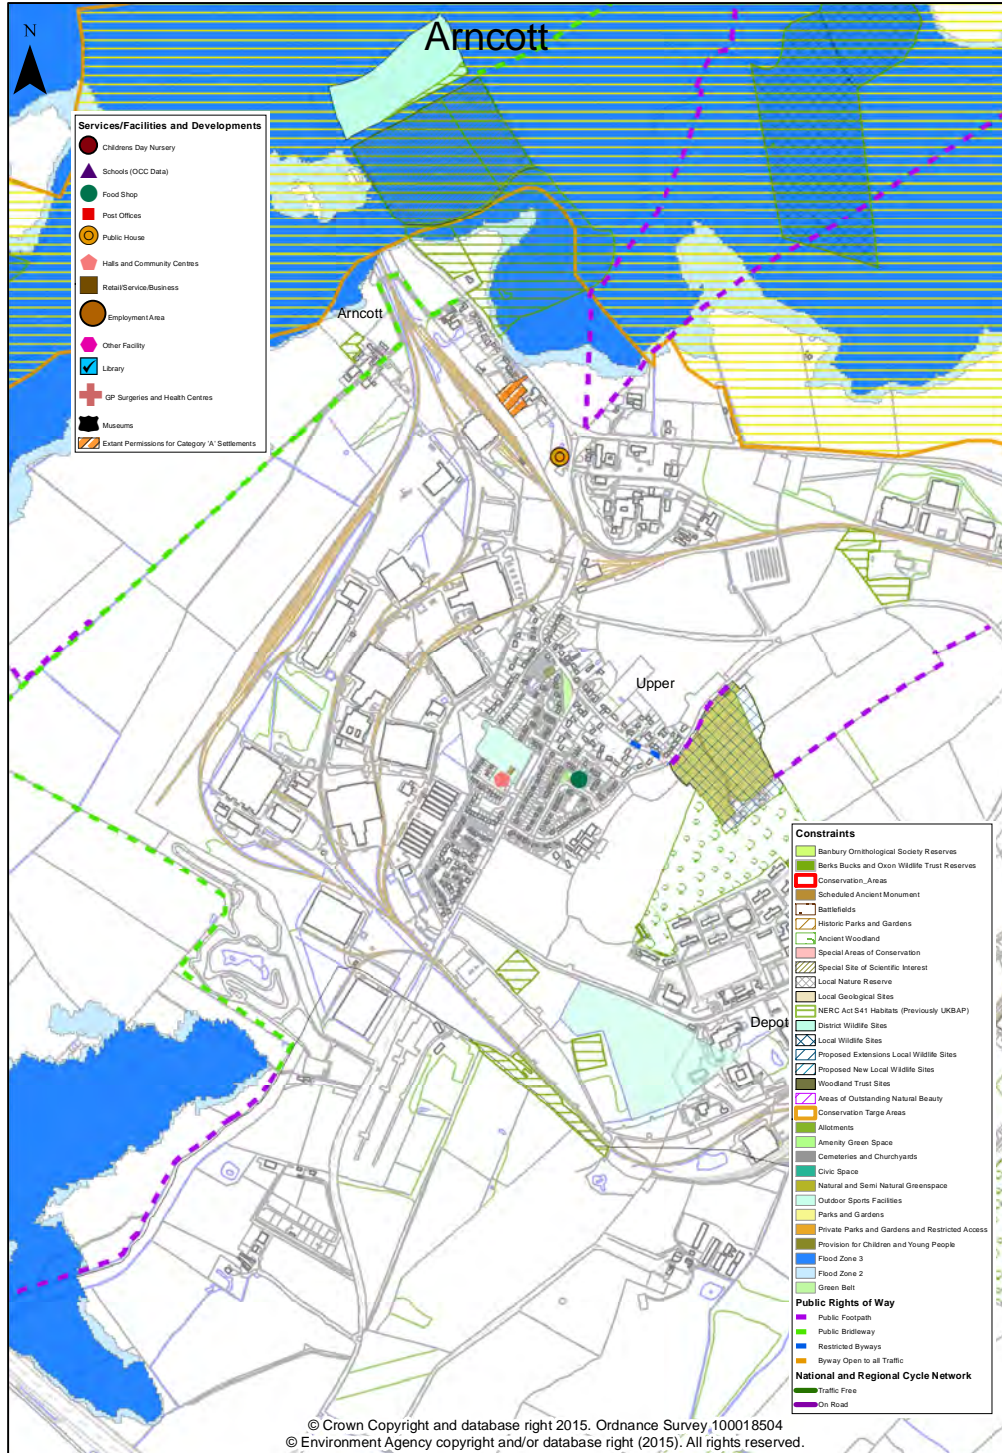 Arncott
N
Services/Facilities and Developments
Childrens Day Nursery
Schools (OCC Data)
Food Shop
Post Offices
Public House
Halls and Community Centres
Retail/Service/Business
Employment Area
Other Facility
Library
GP Surgeries and Health Centres
Museums
Extant Permissions for Category 'A' Settlements
Arncott
Upper
Depot
Constraints
Banbury Ornithological Society Reserves
Berks Bucks and Oxon Wildlife Trust Reserves
Conservation_Areas
Scheduled Ancient Monument
Battlefields
Historic Parks and Gardens
Ancient Woodland
Special Areas of Conservation
Special Site of Scientific Interest
Local Nature Reserve
Local Geological Sites
NERC Act S41 Habitats (Previously UKBAP)
District Wildlife Sites
Local Wildlife Sites
Proposed Extensions Local Wildlife Sites
Proposed New Local Wildlife Sites
Woodland Trust Sites
Areas of Outstanding Natural Beauty
Conservation Targe Areas
Allotments
Amenity Green Space
Cemeteries and Churchyards
Civic Space
Natural and Semi Natural Greenspace
Outdoor Sports Facilities
Parks and Gardens
Private Parks and Gardens and Restricted Access
Provision for Children and Young People
Flood Zone 3
Flood Zone 2
Green Belt
Public Rights of Way
Public Footpath
Public Bridleway
Restricted Byways
Byway Open to all Traffic
National and Regional Cycle Network
Traffic Free
On Road
© Crown Copyright and database right 2015. Ordnance Survey 100018504
© Environment Agency copyright and/or database right (2015). All rights reserved.